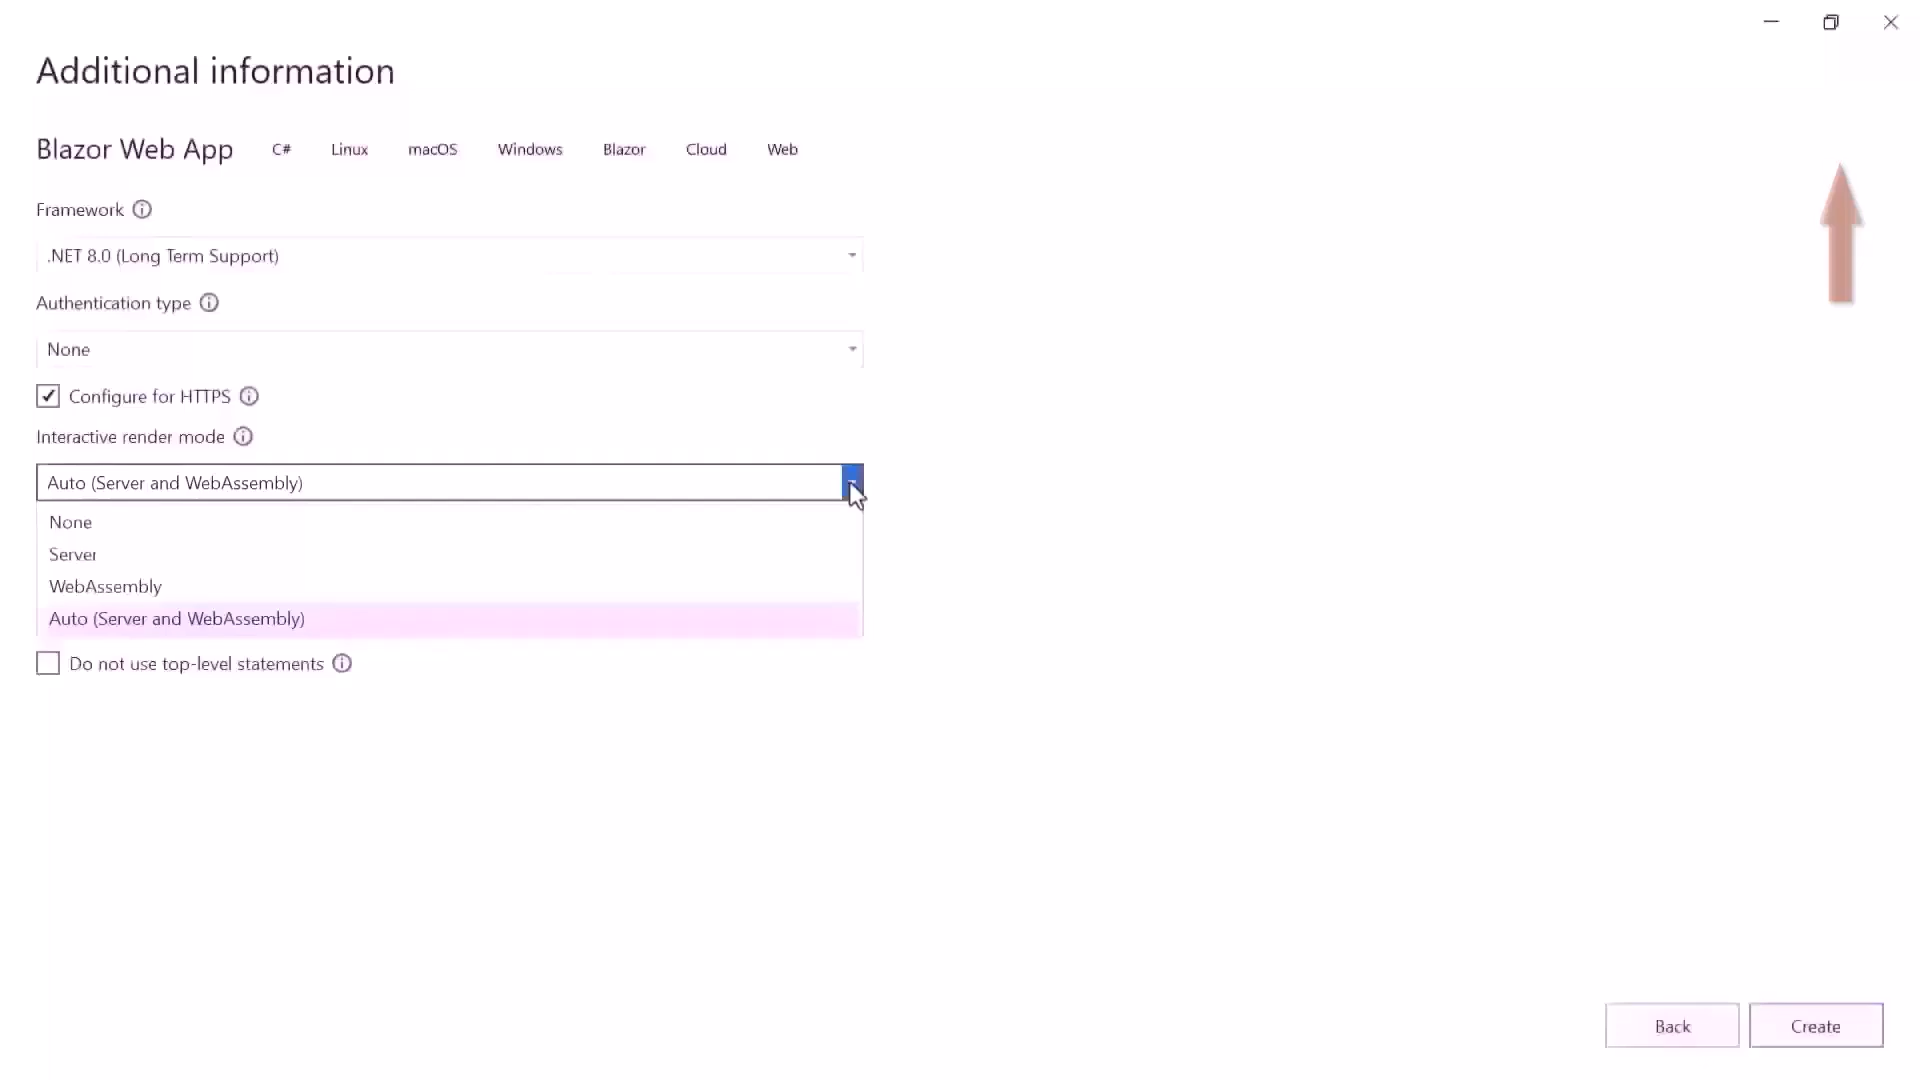 Additional information
Blazor Web App C# Linux macOS Windows Blazor Cloud Web
Framework
.NET 8.0 (Long Term Support)
Authentication type
None
Configure for HTTPS
Interactive render mode
Auto (Server and WebAssembly)
None
Server
WebAssembly
Auto (Server and WebAssembly)
Do not use top-level statements
Back Create